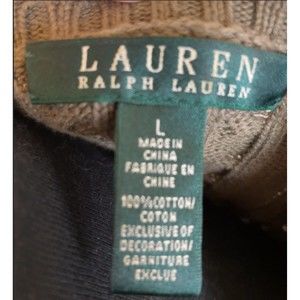 LAUREN
RALPH LAUREN
L
MADE IN
CHINA
FABRIQUE EN
CHINE
100% COTTON/
COTON
EXCLUSIVE OF
DECORATION/
GARNITURE
EXCLUE